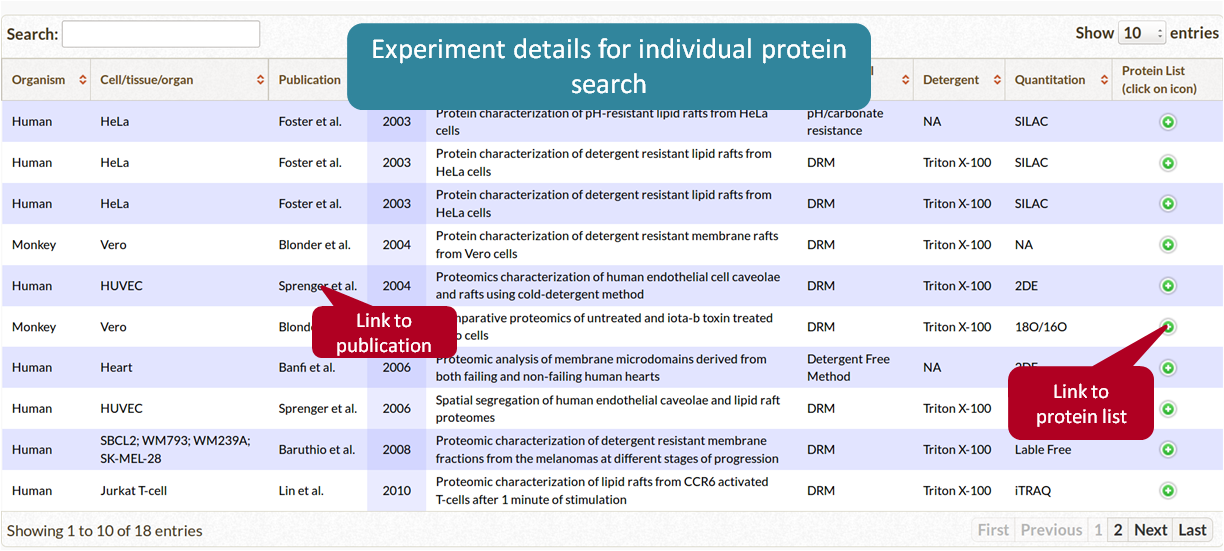 Search:
Experiment details for individual protein
search
Show 10 entries
Organism Cell/tissue/organ Publication Detergent Quantitation Protein List
(click on icon)
Human HeLa Foster et al. 2003 Protein characterization of pH-resistant lipid rafts from HeLa
cells pH/carbonate
resistance NA SILAC
Human HeLa Foster et al. 2003 Protein characterization of detergent resistant lipid rafts from
HeLa cells DRM Triton X-100 SILAC
Human HeLa Foster et al. 2003 Protein characterization of detergent resistant lipid rafts from
HeLa cells DRM Triton X-100 SILAC
Monkey Vero Blonder et al. 2004 Protein characterization of detergent resistant membrane rafts
from Vero cells DRM Triton X-100 NA
Human HUVEC Sprenger et al. 2004 Proteomics characterization of human endothelial cell caveolae
and rafts using cold-detergent method DRM Triton X-100 2DE
Link to
publication
Monkey Vero parative proteomics of untreated and iota-b toxin treated
cells DRM Triton X-100 18O/16O
Human Heart Banfi et al. 2006 Proteomic analysis of membrane microdomains derived from
both failing and non-failing human hearts Detergent Free
Method NA
Link to
protein list
Human HUVEC Sprenger et al. 2006 Spatial segregation of human endothelial caveolae and lipid raft
proteomes DRM Triton X-100
Human SBCL2; WM793; WM239A;
SK-MEL-28 Baruthio et al. 2008 Proteomic characterization of detergent resistant membrane
fractions from the melanomas at different stages of progression DRM Triton X-100 Lable Free
Human Jurkat T-cell Lin et al. 2010 Proteomic characterization of lipid rafts from CCR6 activated
T-cells after 1 minute of stimulation DRM Triton X-100 iTRAQ
Showing 1 to 10 of 18 entries
First Previous 1 2 Next Last